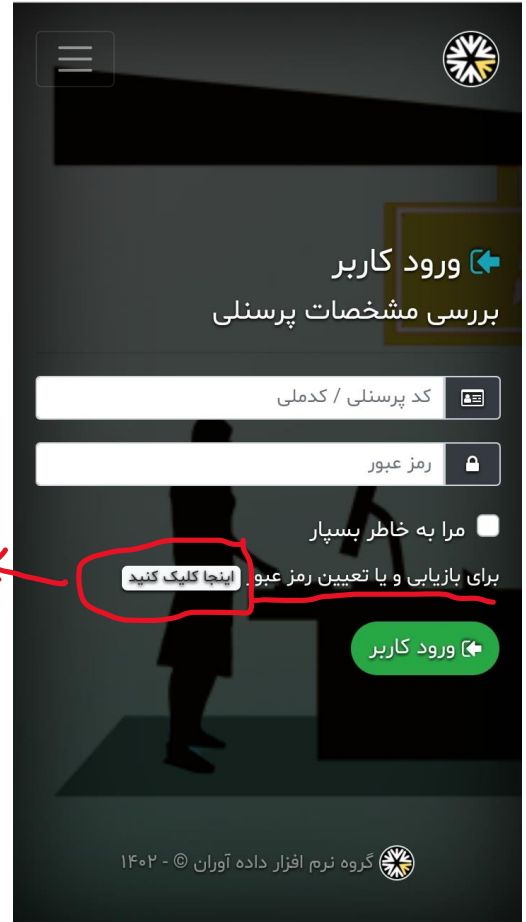 ورود کاربر
بررسی مشخصات پرسنلی
کد پرسنلی / کدملی
رمز عبور
مرا به خاطر بسپار
برای بازیابی و یا تعیین رمز عبور اینجا کلیک کنید
ورود کاربر
گروه نرم افزار داده آوران © - ۱۴۰۲